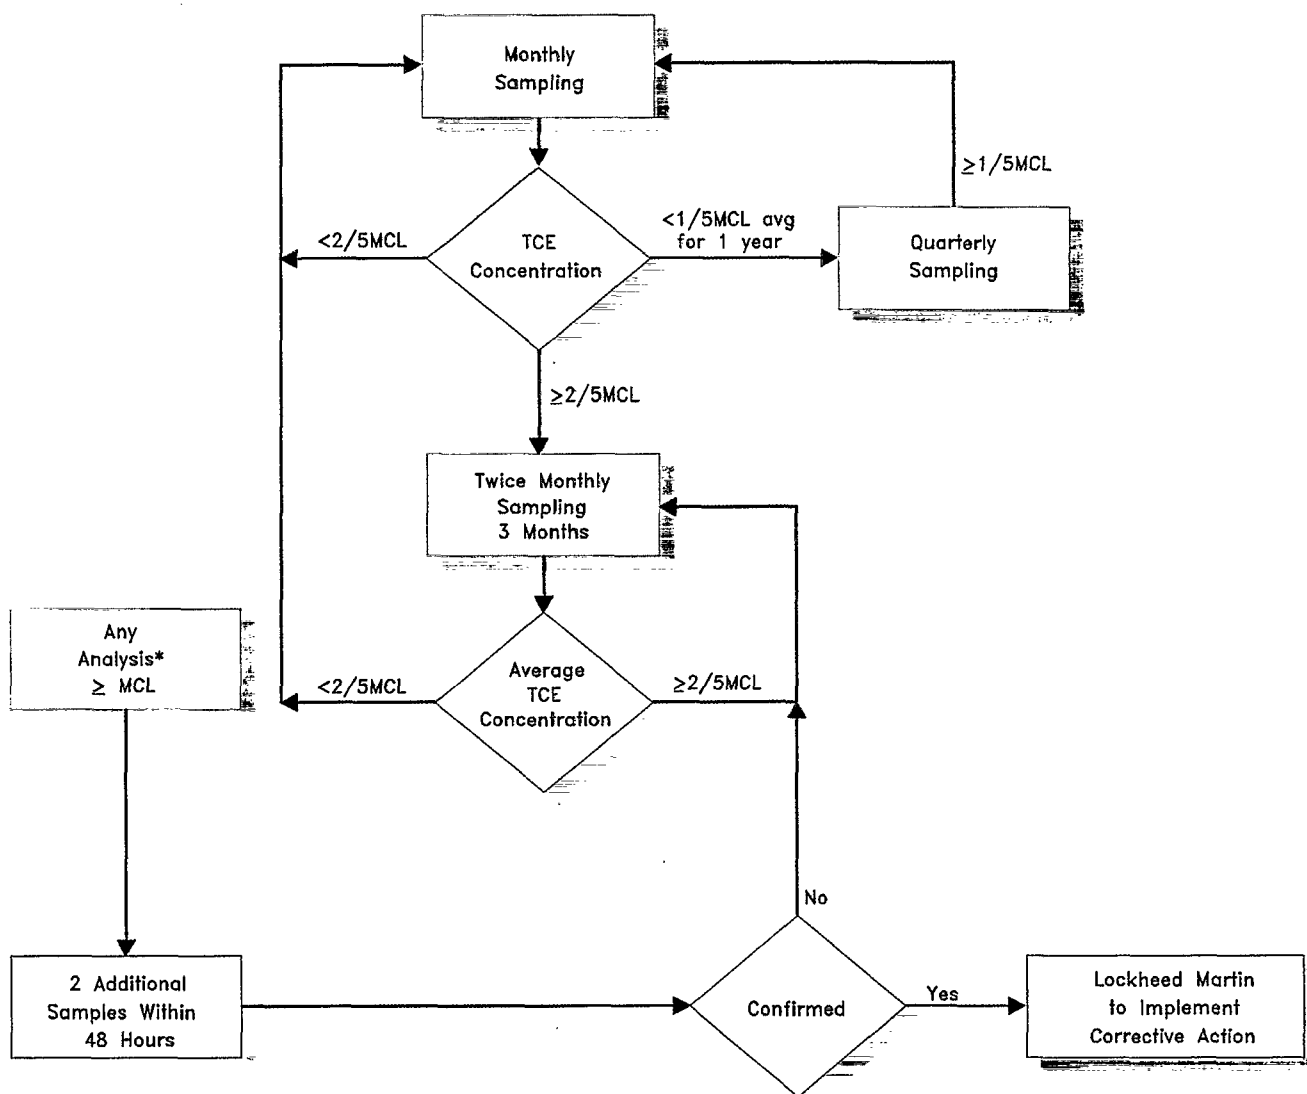 Monthly
Sampling
≥1/5MCL
<2/5MCL
TCE
Concentration
<1/5MCL avg
for 1 year
Quarterly
Sampling
≥2/5MCL
Twice Monthly
Sampling
3 Months
Any
Analysis*
≥ MCL
<2/5MCL
Average
TCE
Concentration
≥2/5MCL
No
2 Additional
Samples Within
48 Hours
Confirmed
Yes
Lockheed Martin
to Implement
Corrective Action